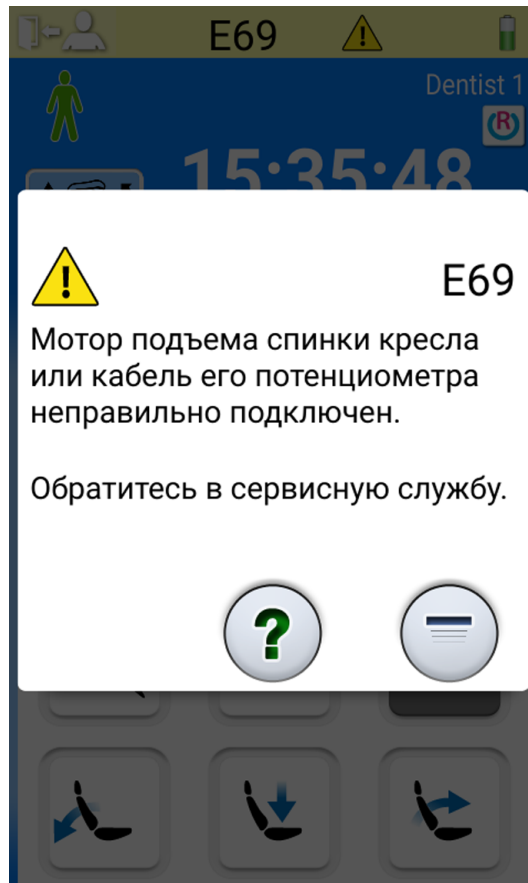 E69
Dentist 1
R
15:35:48
E69
Мотор подъема спинки кресла
или кабель его потенциометра
неправильно подключен.
Обратитесь в сервисную службу.
?